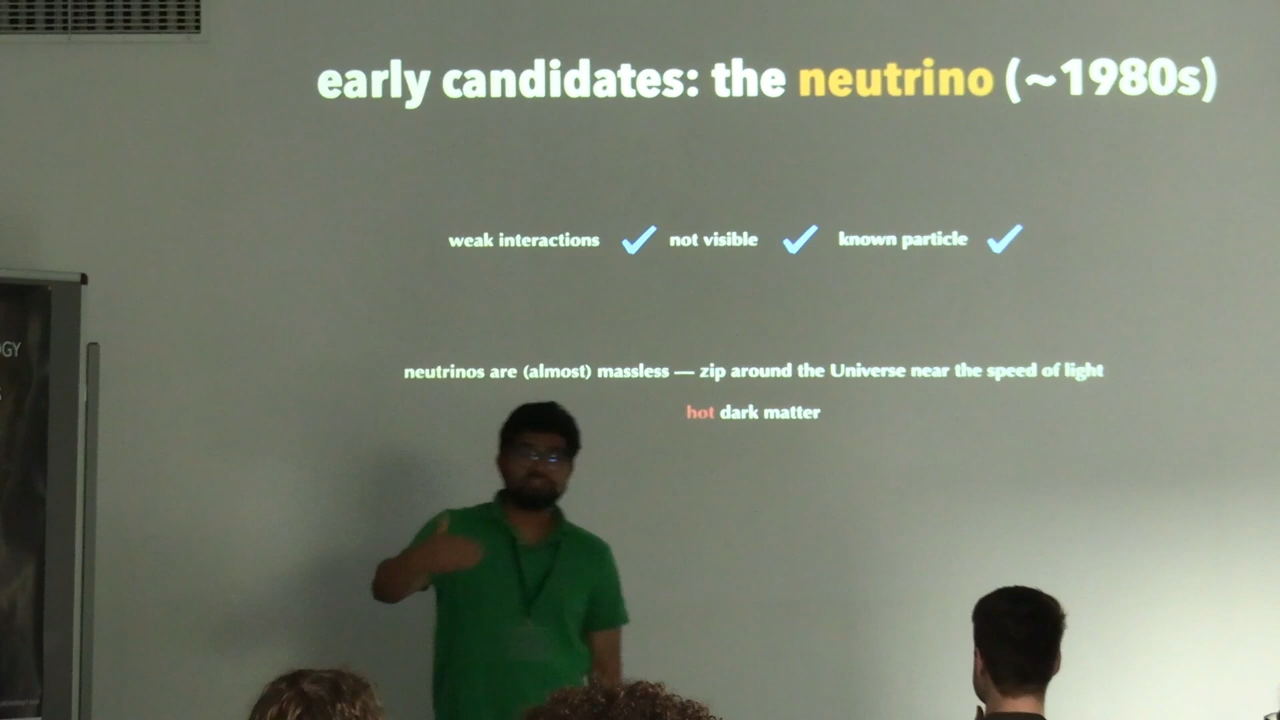 early candidates: the neutrino (~1980s)
weak interactions ✓ not visible ✓ known particle ✓
neutrinos are (almost) massless — zip around the Universe near the speed of light
hot dark matter
OGY